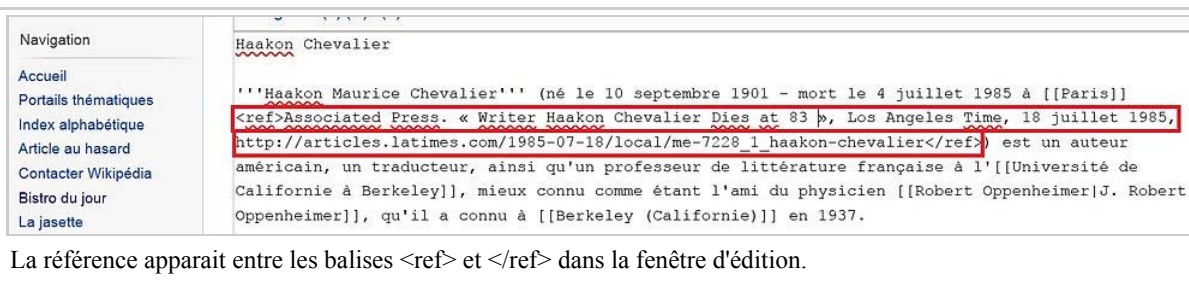 Navigation
Accueil
Portails thématiques
Index alphabétique
Article au hasard
Contacter Wikipédia
Bistro du jour
La jasette
Haakon Chevalier
'''Haakon Maurice Chevalier''' (né le 10 septembre 1901 - mort le 4 juillet 1985 à [[Paris]]
<ref>Associated Press. « Writer Haakon Chevalier Dies at 83 », Los Angeles Time, 18 juillet 1985,
http://articles.latimes.com/1985-07-18/local/me-7228_1_haakon-chevalier</ref>) est un auteur
américain, un traducteur, ainsi qu'un professeur de littérature française à l'[[Université de
Californie à Berkeley]], mieux connu comme étant l'ami du physicien [[Robert Oppenheimer|J. Robert
Oppenheimer]], qu'il a connu à [[Berkeley (Californie)]] en 1937.
La référence apparait entre les balises <ref> et </ref> dans la fenêtre d'édition.